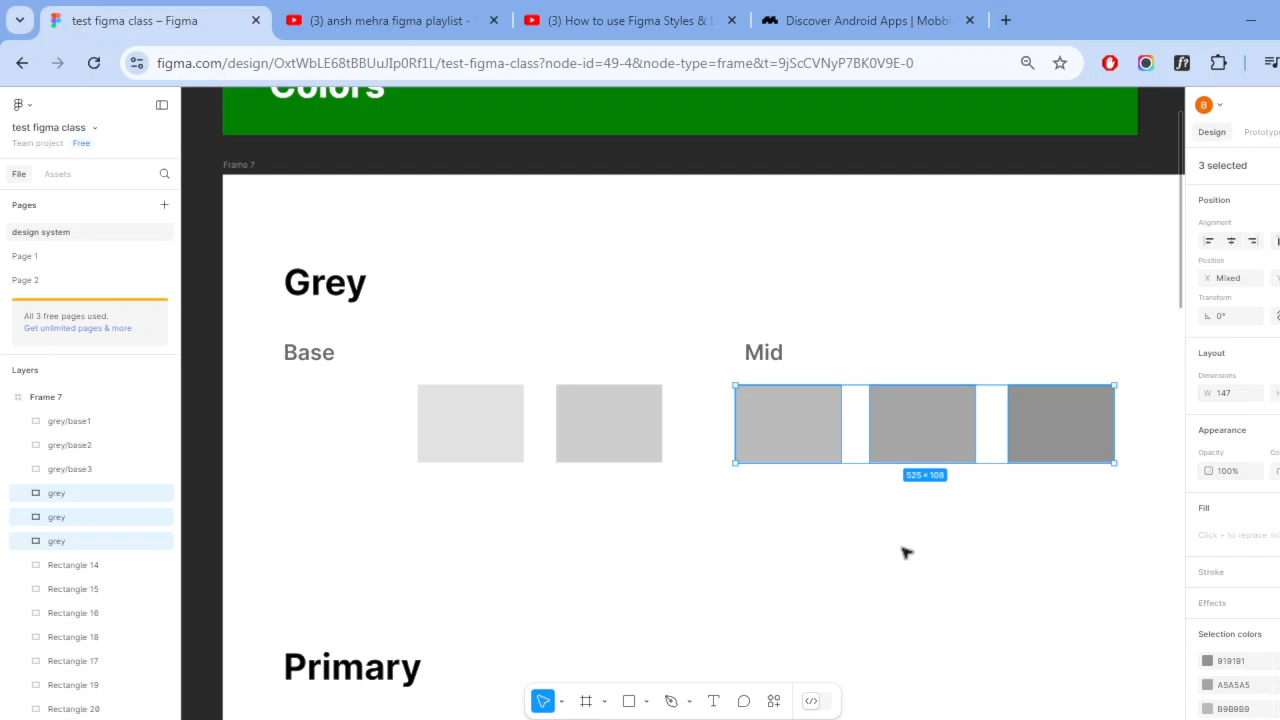 test figma class – Figma
(3) ansh mehra figma playlist -
(3) How to use Figma Styles &
Discover Android Apps | Mobb
figma.com/design/OxtWbLE68tBBUuJIp0Rf1L/test-figma-class?node-id=49-4&node-type=frame&t=9jScCVNyP7BK0V9E-0
Colors
test figma class
Team project Free
File Assets
Pages
design system
Page 1
Page 2
All 3 free pages used.
Get unlimited pages & more
Layers
Frame 7
grey/base1
grey/base2
grey/base3
grey
grey
grey
Rectangle 14
Rectangle 15
Rectangle 16
Rectangle 18
Rectangle 17
Rectangle 19
Rectangle 20
Frame 7
Grey
Base Mid
525 × 108
Primary
B
Design Prototype
3 selected
Position
Alignment
Position
X Mixed
Transform
0°
Layout
Dimensions
W 147
Appearance
Opacity
100%
Fill
Click + to replace mi
Stroke
Effects
Selection colors
919191
A5A5A5
B9B9B9